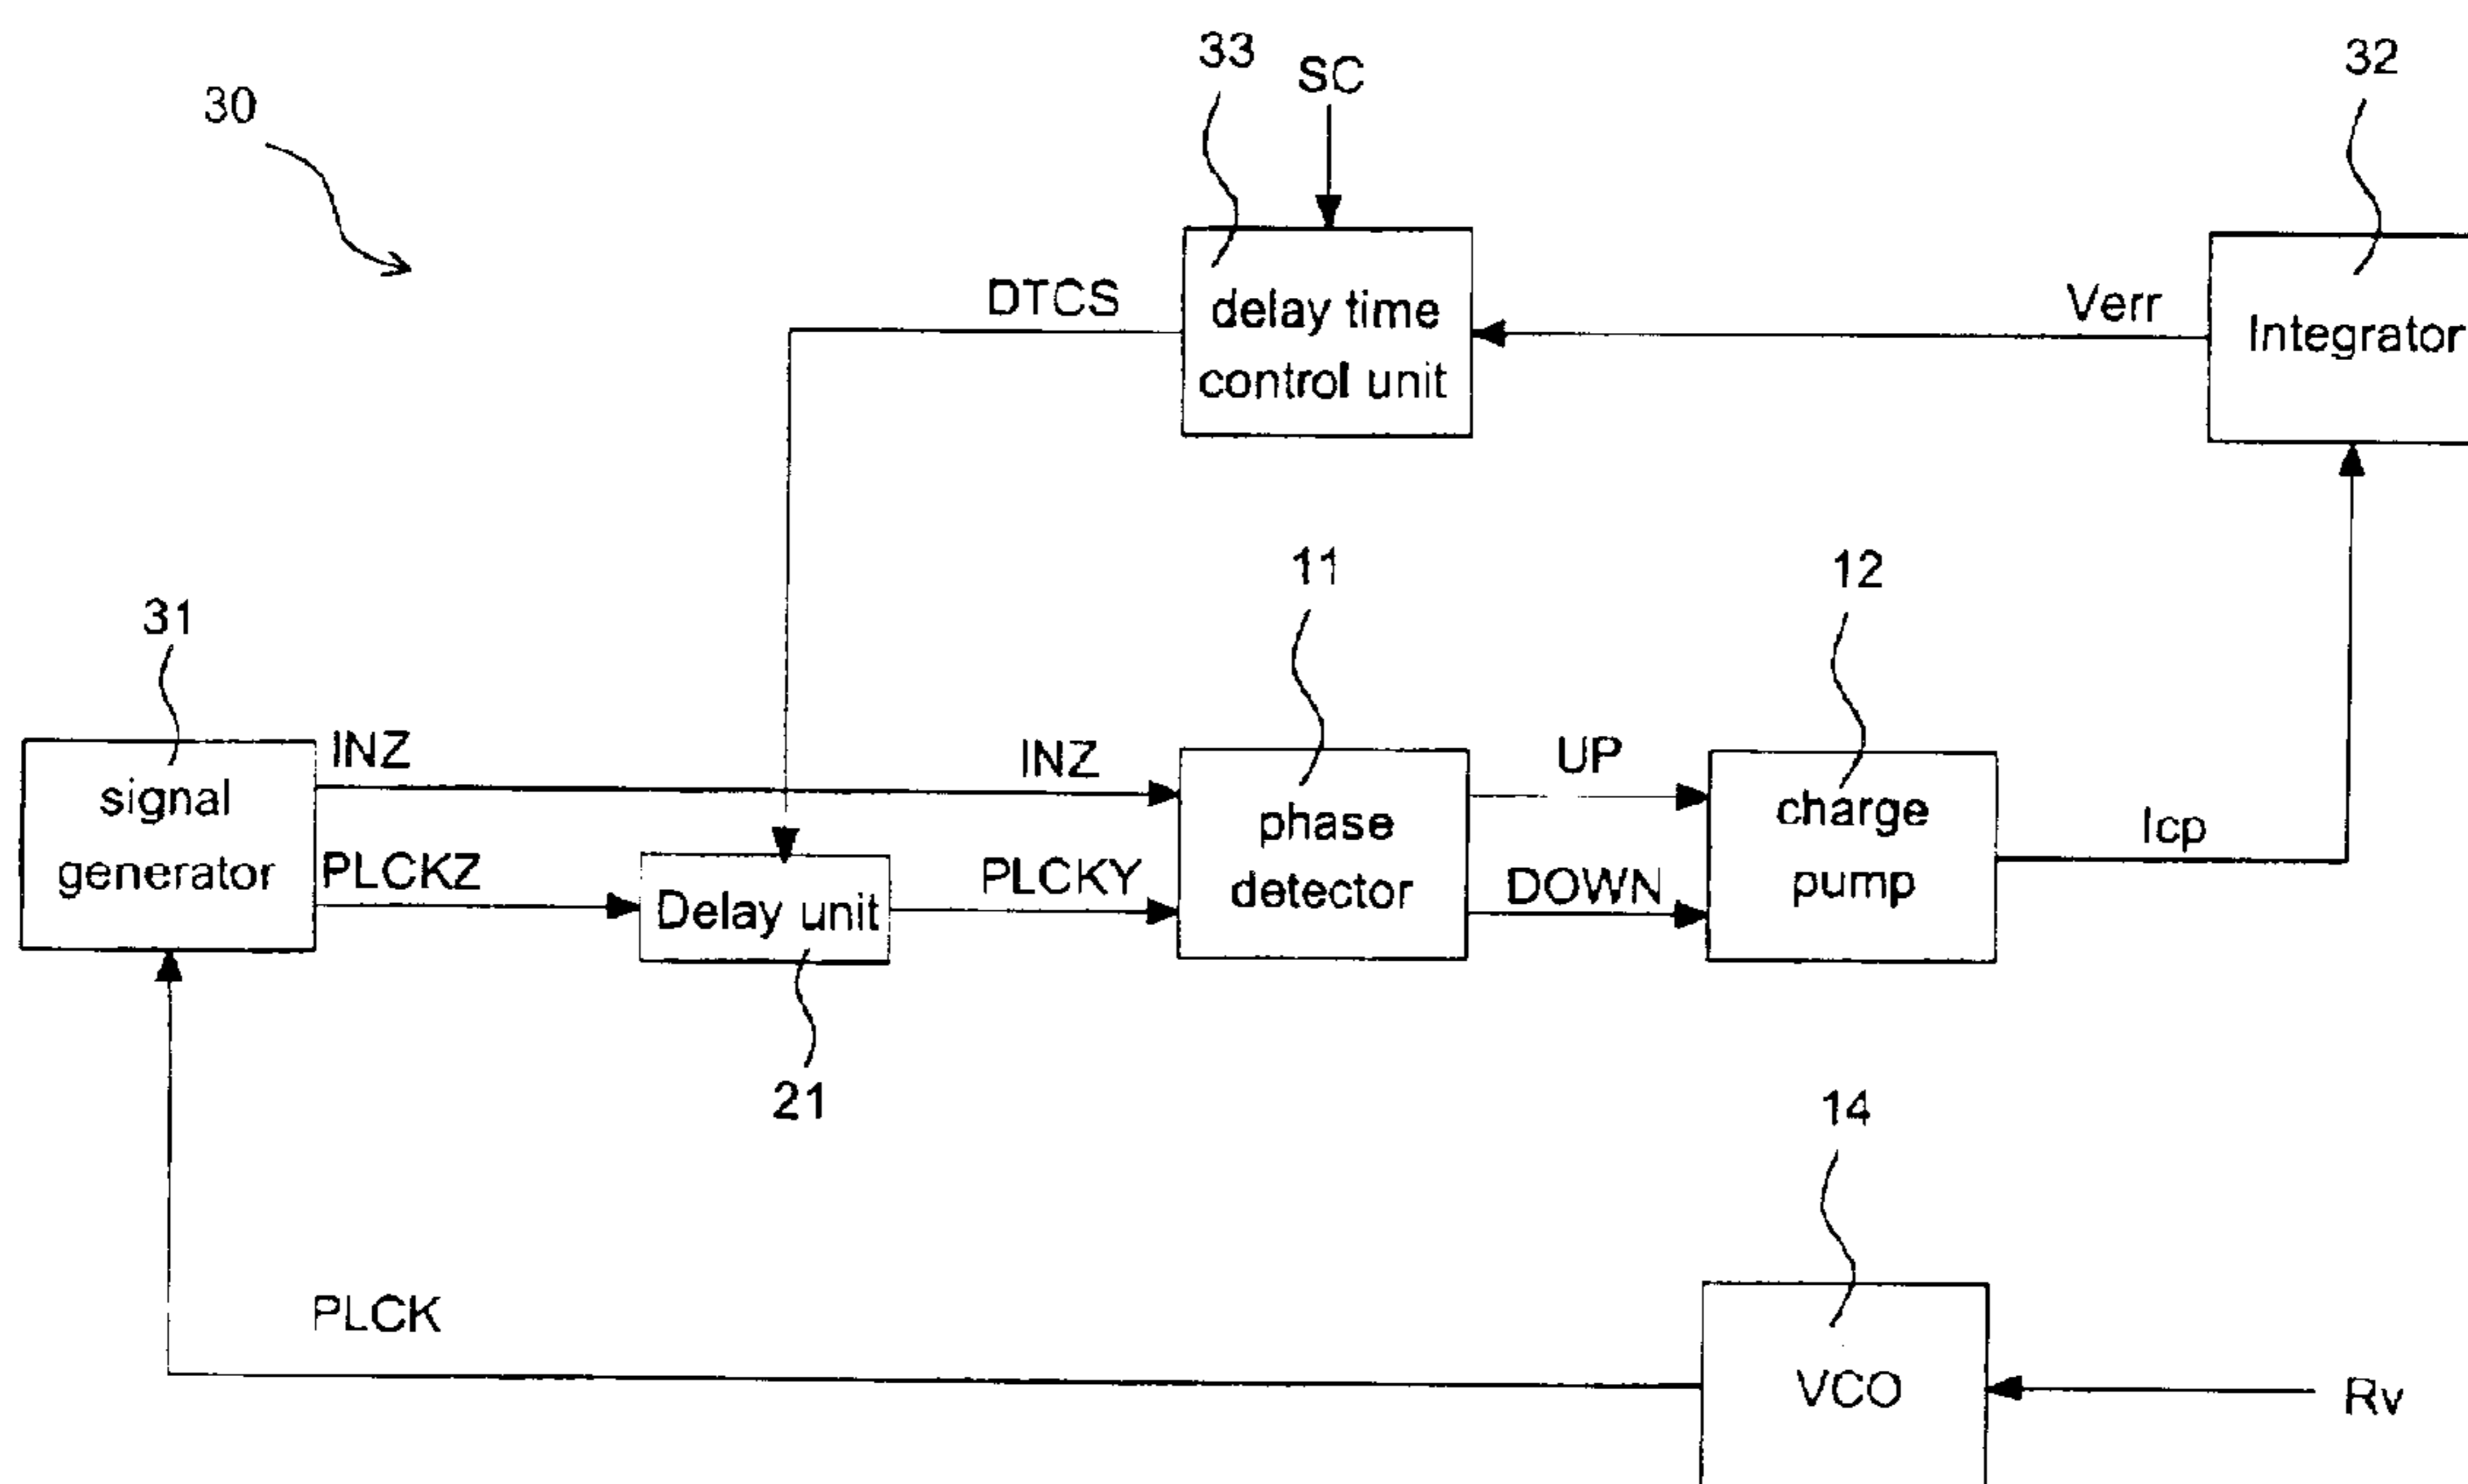 33
SC
32
30
DTCS
delay time
control unit
Verr
Integrator
11
12
31
INZ
INZ
UP
signal
generator
phase
detector
charge
pump
Icp
PLCKZ
Delay unit
PLCKY
DOWN
21
14
PLCK
VCO
Rv